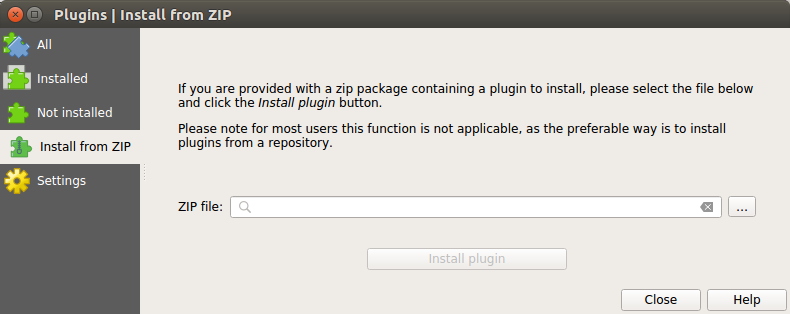 Plugins | Install from ZIP
All
Installed
Not installed
Install from ZIP
Settings
If you are provided with a zip package containing a plugin to install, please select the file below
and click the Install plugin button.
Please note for most users this function is not applicable, as the preferable way is to install
plugins from a repository.
ZIP file:
...
Install plugin
Close
Help